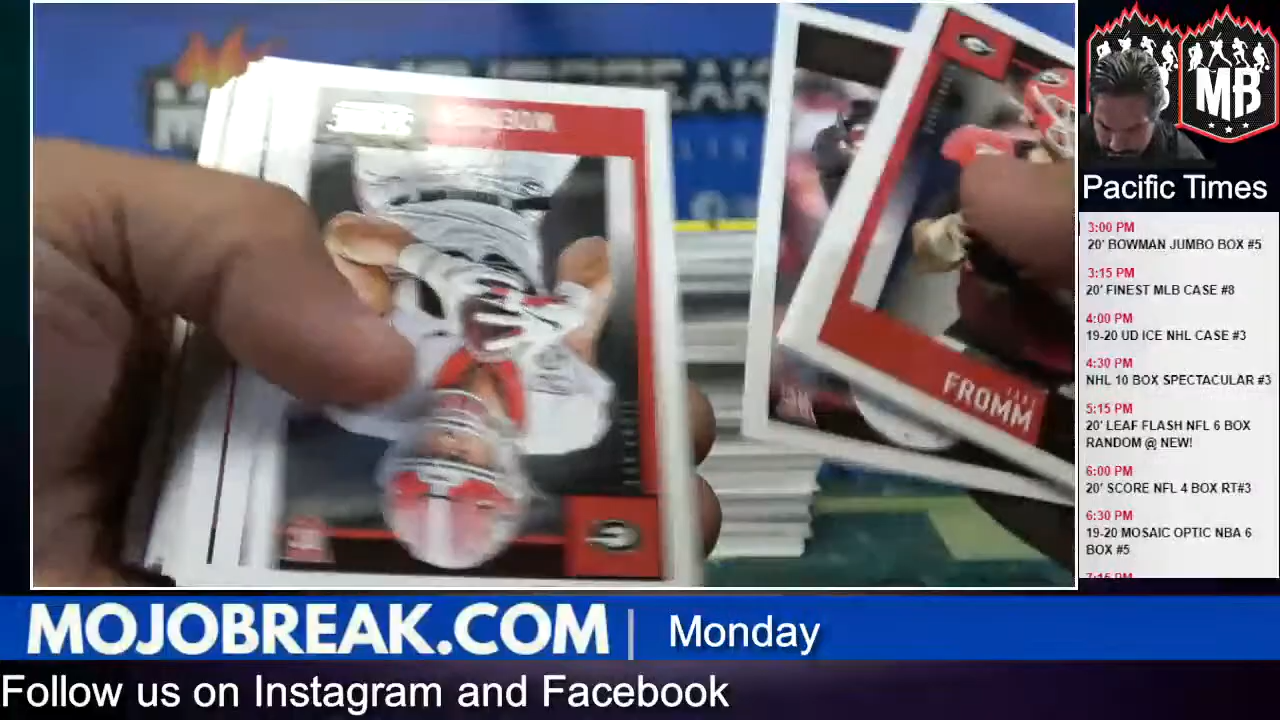 FROMM
MB
Pacific Times
3:00 PM
20' BOWMAN JUMBO BOX #5
3:15 PM
20' FINEST MLB CASE #8
4:00 PM
19-20 UD ICE NHL CASE #3
4:30 PM
NHL 10 BOX SPECTACULAR #3
5:15 PM
20' LEAF FLASH NFL 6 BOX
RANDOM @ NEW!
6:00 PM
20' SCORE NFL 4 BOX RT#3
6:30 PM
19-20 MOSAIC OPTIC NBA 6
BOX #5
MOJOBREAK.COM | Monday
Follow us on Instagram and Facebook